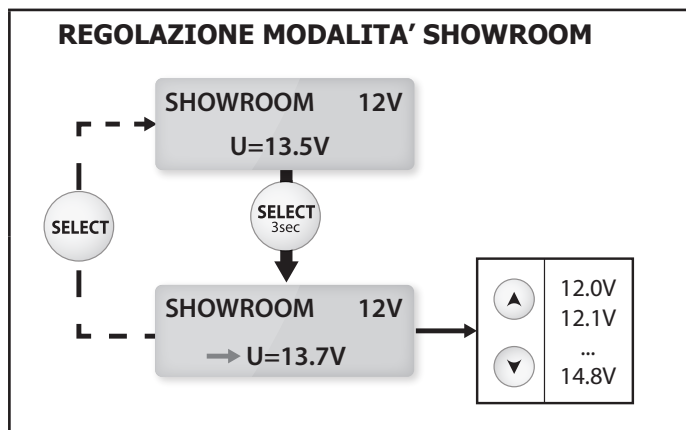 REGOLAZIONE MODALITA’ SHOWROOM
SHOWROOM 12V
U=13.5V
SELECT
SELECT
3sec
SHOWROOM 12V
U=13.7V
12.0V
12.1V
...
14.8V